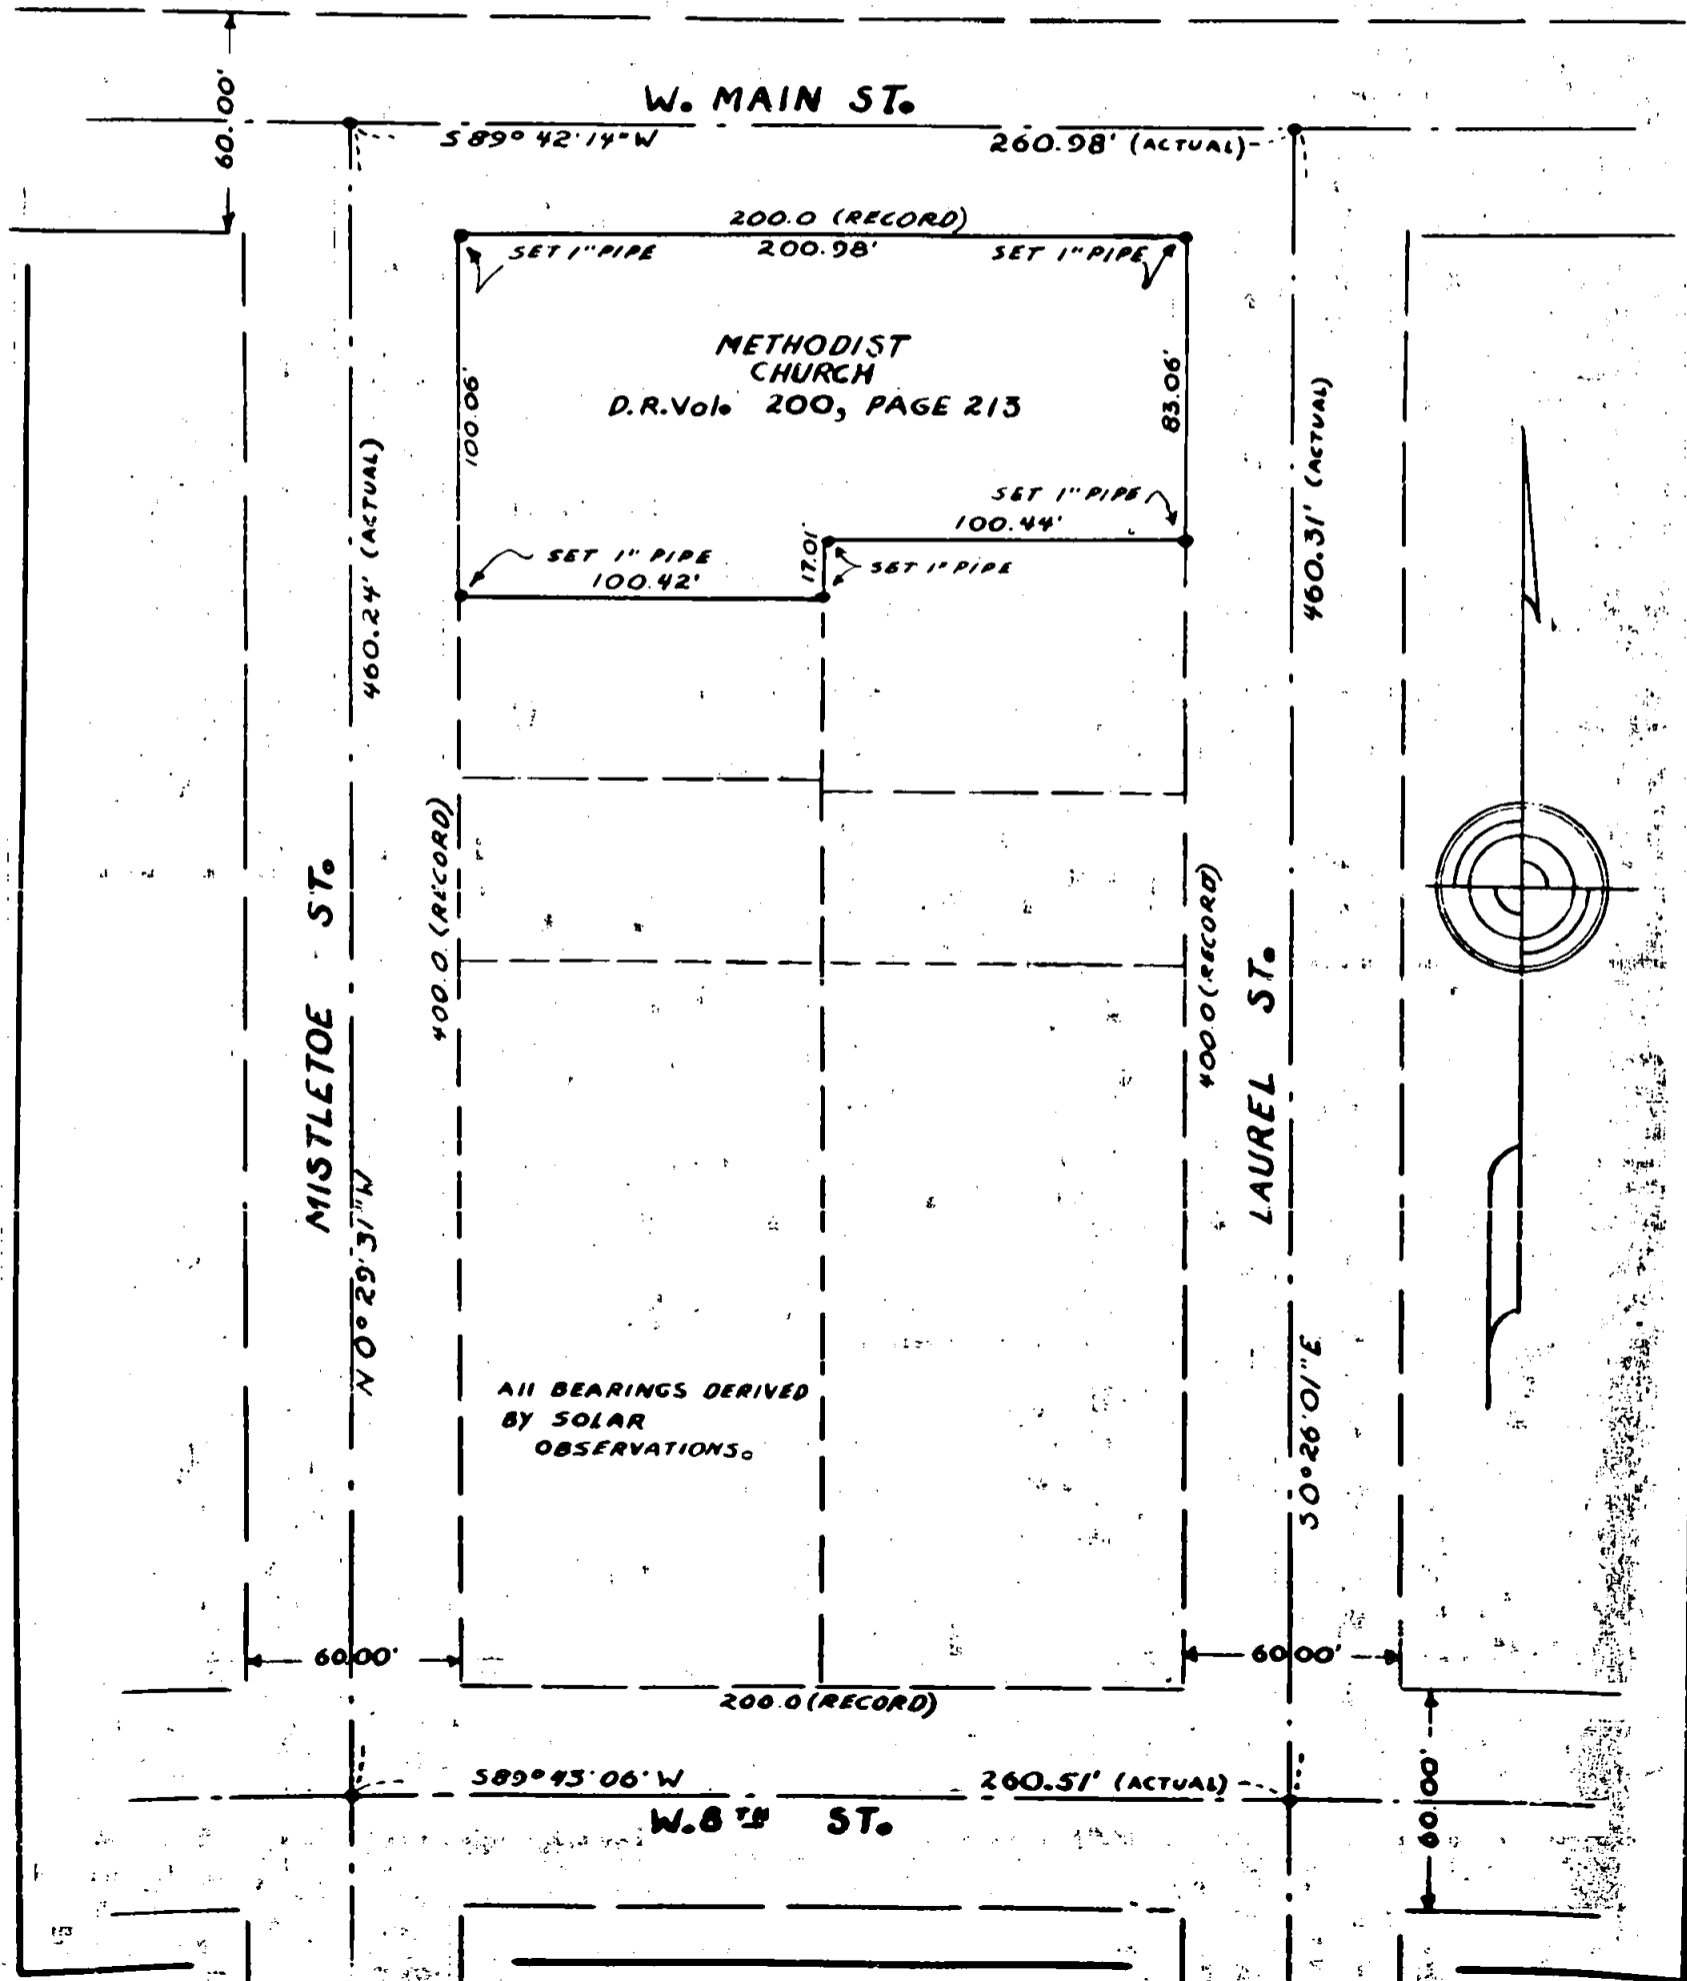 60.00'
W. MAIN ST.
S89° 42' 14" W
260.98' (ACTUAL)
200.0 (RECORD)
200.98'
SET 1" PIPE
SET 1" PIPE
METHODIST
CHURCH
D.R. Vol. 200, PAGE 213
100.06'
83.06'
460.24' (ACTUAL)
460.31' (ACTUAL)
SET 1" PIPE
100.44'
17.01'
SET 1" PIPE
SET 1" PIPE
100.42'
400.0 (RECORD)
400.0 (RECORD)
MISTLETOE ST.
LAUREL ST.
N 0° 29' 31" W
S 0° 26' 01" E
All BEARINGS DERIVED
BY SOLAR
OBSERVATIONS.
60.00'
60.00'
200.0 (RECORD)
S89° 43' 06' W
260.51' (ACTUAL)
W. 8TH ST.
60.00'